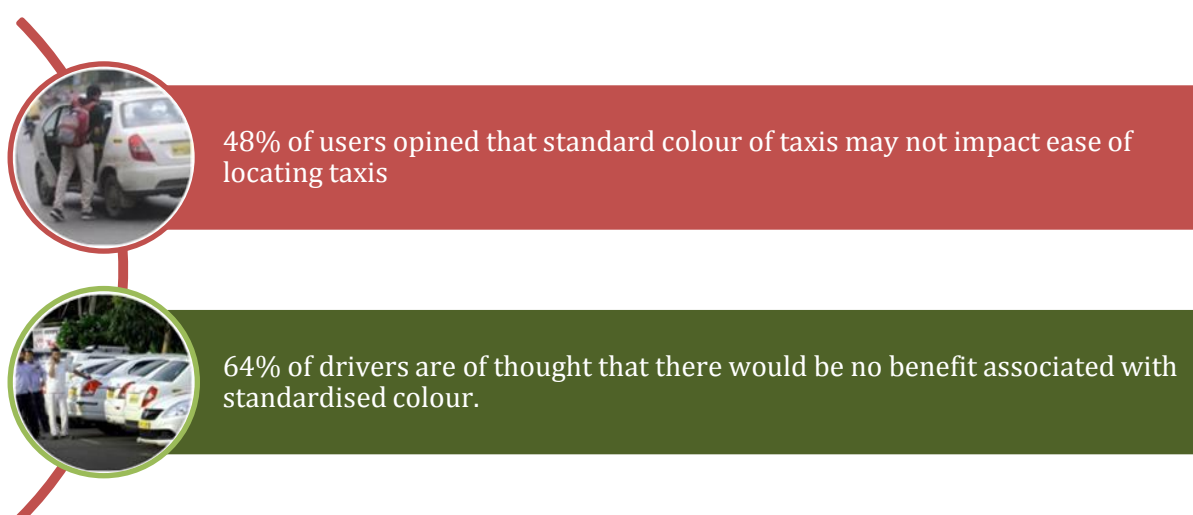 48% of users opined that standard colour of taxis may not impact ease of
locating taxis
64% of drivers are of thought that there would be no benefit associated with
standardised colour.